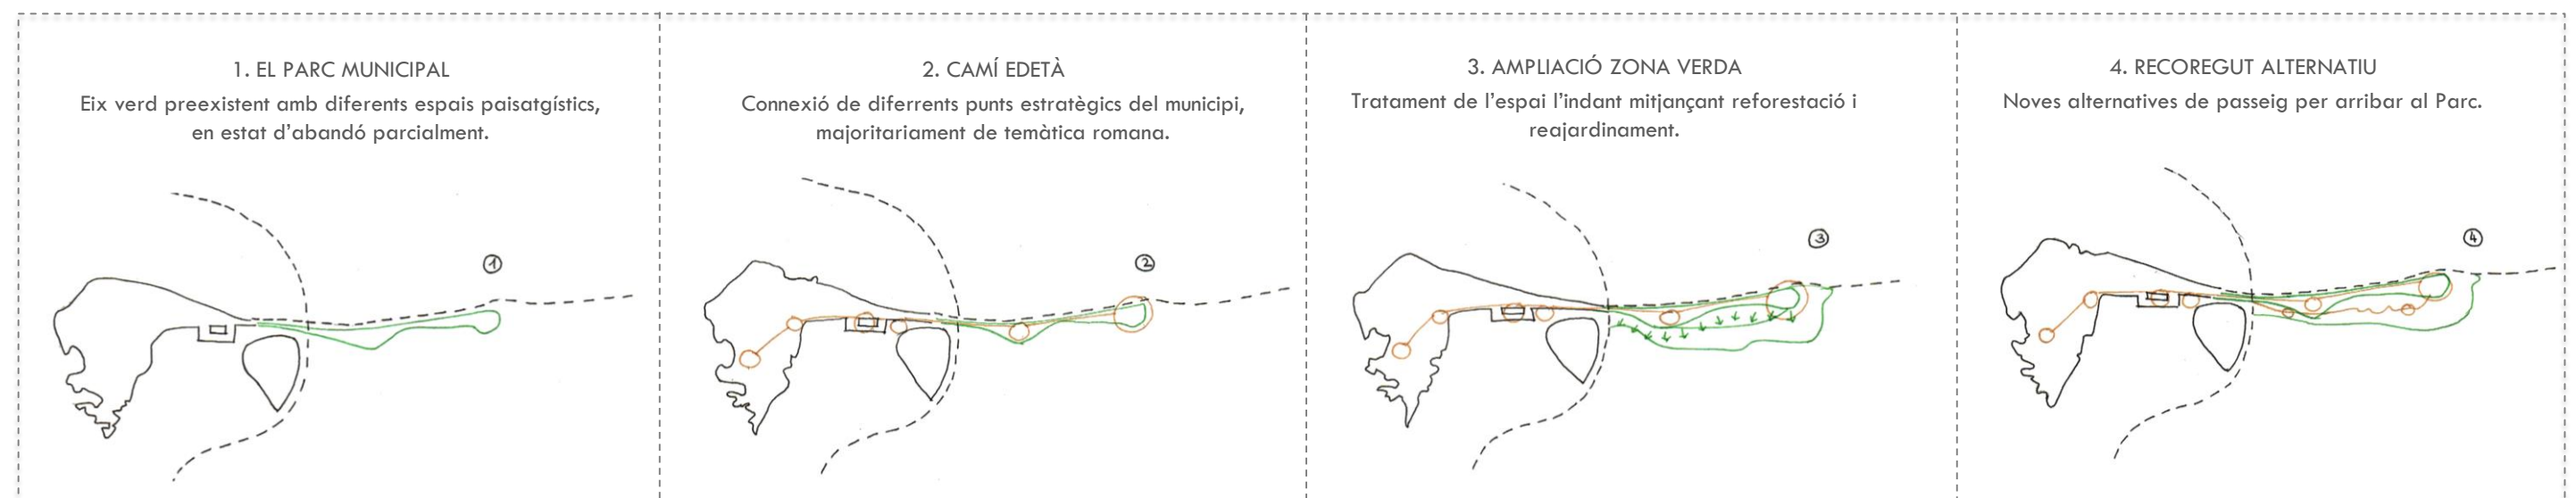 1. EL PARC MUNICIPAL
Eix verd preexistent amb diferents espais paisatgístics,
en estat d'abandó parcialment.
①
2. CAMÍ EDETÀ
Connexió de diferrents punts estratègics del municipi,
majoritariament de temàtica romana.
②
3. AMPLIACIÓ ZONA VERDA
Tratament de l'espai l'indant mitjançant reforestació i
reajardinament.
③
4. RECOREGUT ALTERNATIU
Noves alternatives de passeig per arribar al Parc.
④